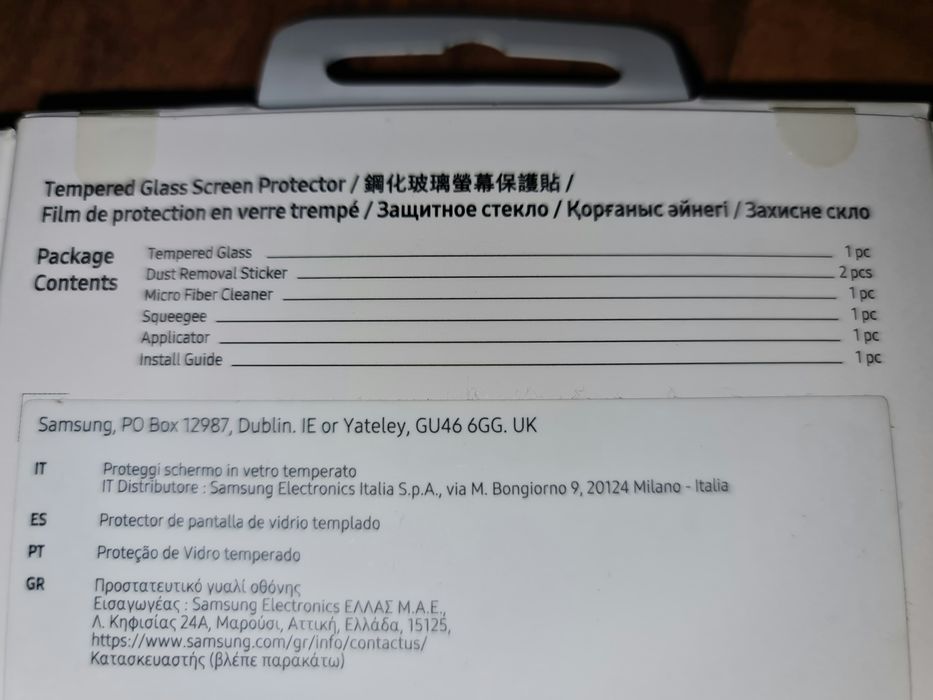 Tempered Glass Screen Protector / 鋼化玻璃螢幕保護貼 /
Film de protection en verre trempé / Защитное стекло / Қорғаныс әйнегі / Захисне скло
Package Contents
Tempered Glass 1 pc
Dust Removal Sticker 2 pcs
Micro Fiber Cleaner 1 pc
Squeegee 1 pc
Applicator 1 pc
Install Guide 1 pc
Samsung, PO Box 12987, Dublin. IE or Yateley, GU46 6GG. UK
IT Proteggi schermo in vetro temperato
IT Distributore : Samsung Electronics Italia S.p.A., via M. Bongiorno 9, 20124 Milano - Italia
ES Protector de pantalla de vidrio templado
PT Proteção de Vidro temperado
GR Προστατευτικό γυαλί οθόνης
Εισαγωγέας : Samsung Electronics ΕΛΛΑΣ Μ.Α.Ε.,
Λ. Κηφισίας 24Α, Μαρούσι, Αττική, Ελλάδα, 15125,
https://www.samsung.com/gr/info/contactus/
Κατασκευαστής (βλέπε παρακάτω)